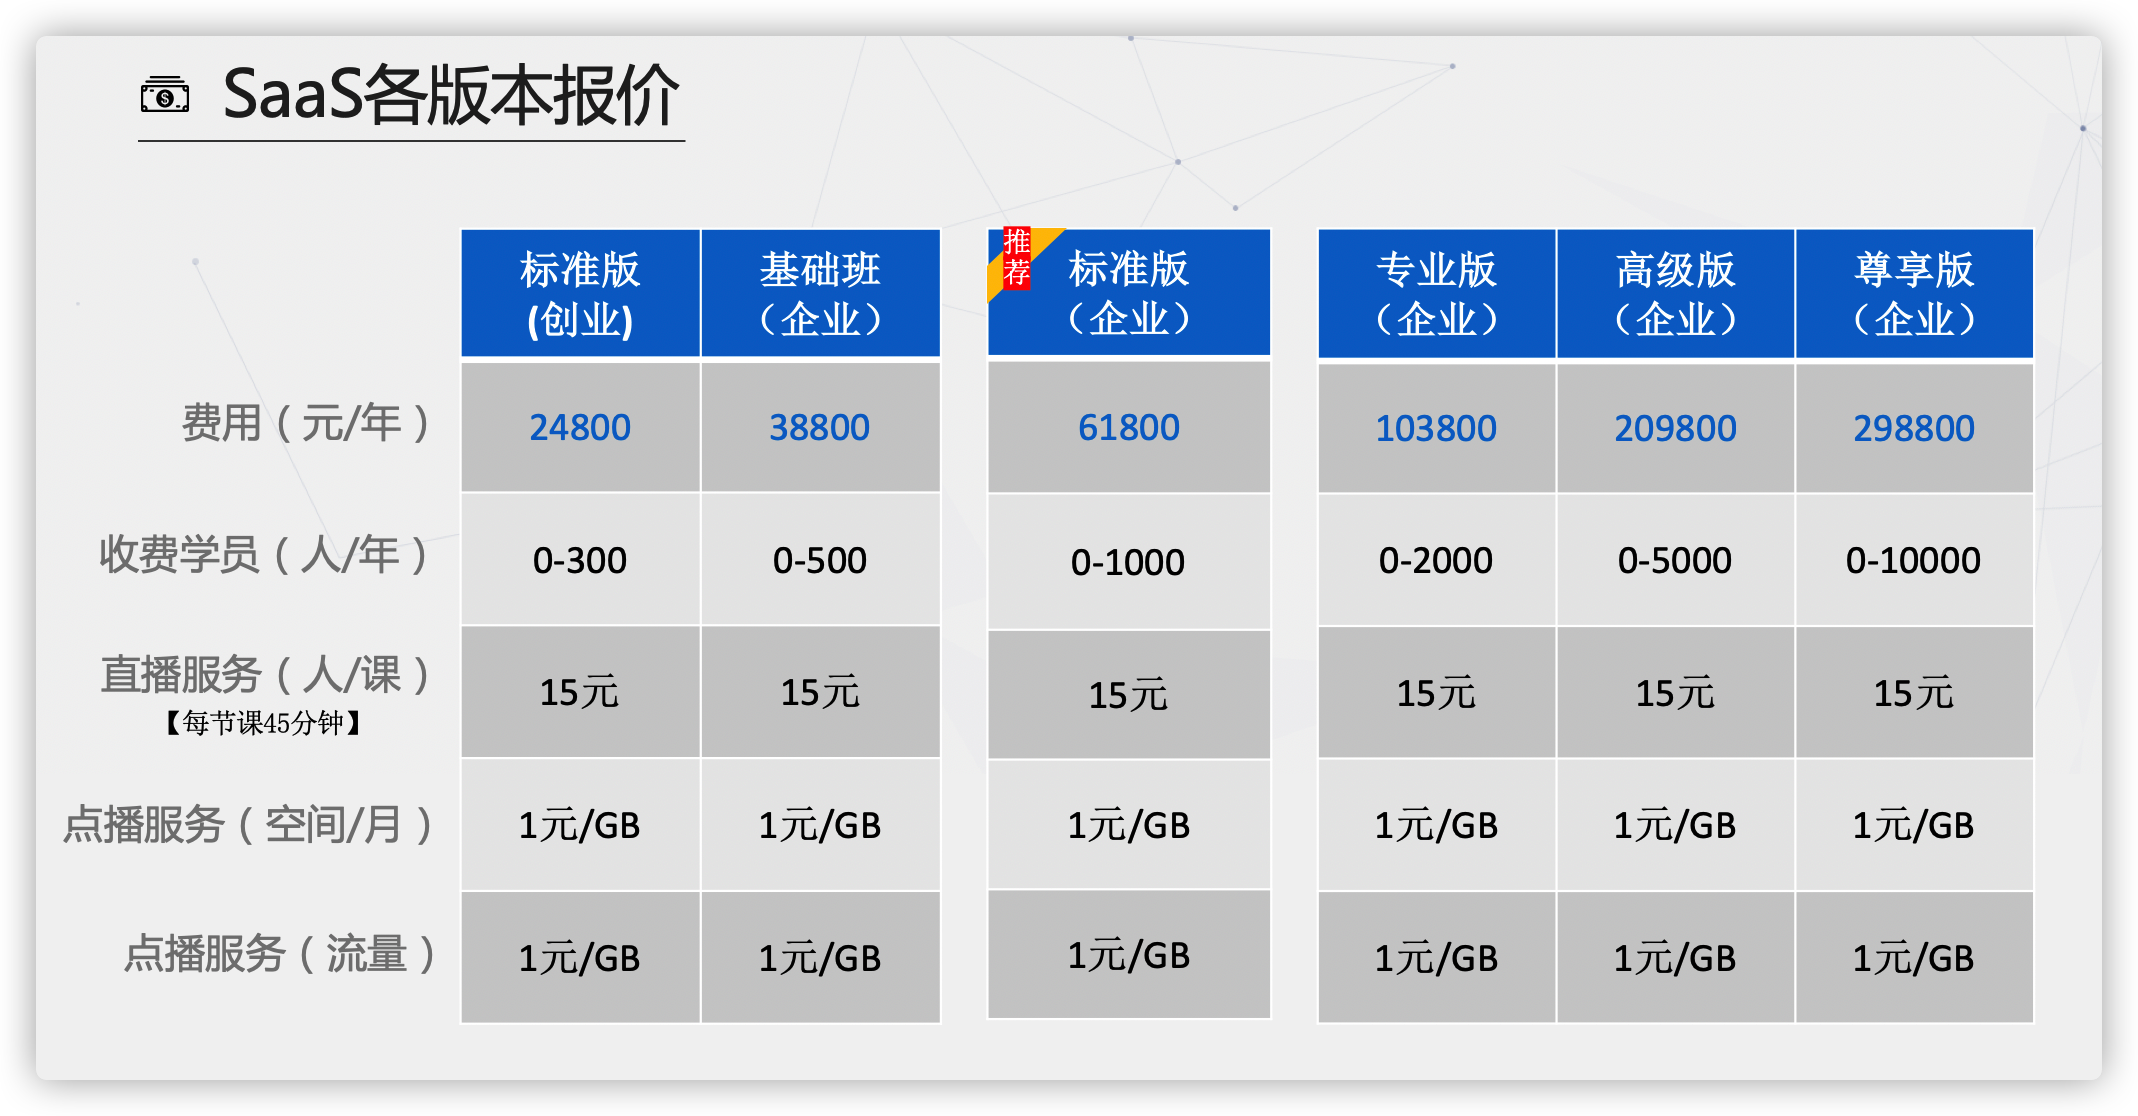 SaaS各版本报价
标准版
(创业)
基础班
（企业）
推
荐
标准版
（企业）
专业版
（企业）
高级版
（企业）
尊享版
（企业）
费用（元/年） 24800 38800 61800 103800 209800 298800
收费学员（人/年） 0-300 0-500 0-1000 0-2000 0-5000 0-10000
直播服务（人/课） 15元 15元 15元 15元 15元 15元
【每节课45分钟】
点播服务（空间/月） 1元/GB 1元/GB 1元/GB 1元/GB 1元/GB 1元/GB
点播服务（流量） 1元/GB 1元/GB 1元/GB 1元/GB 1元/GB 1元/GB